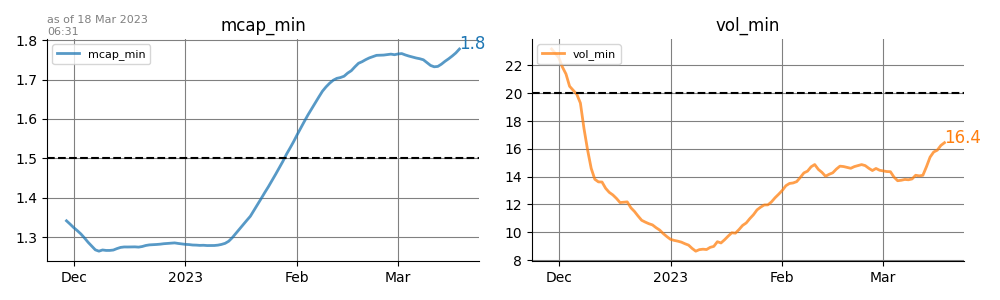 as of 18 Mar 2023
06:31
mcap_min
mcap_min
1.8
1.8
1.7
1.6
1.5
1.4
1.3
Dec
2023
Feb
Mar
vol_min
vol_min
22
20
18
16
14
12
10
8
16.4
Dec
2023
Feb
Mar